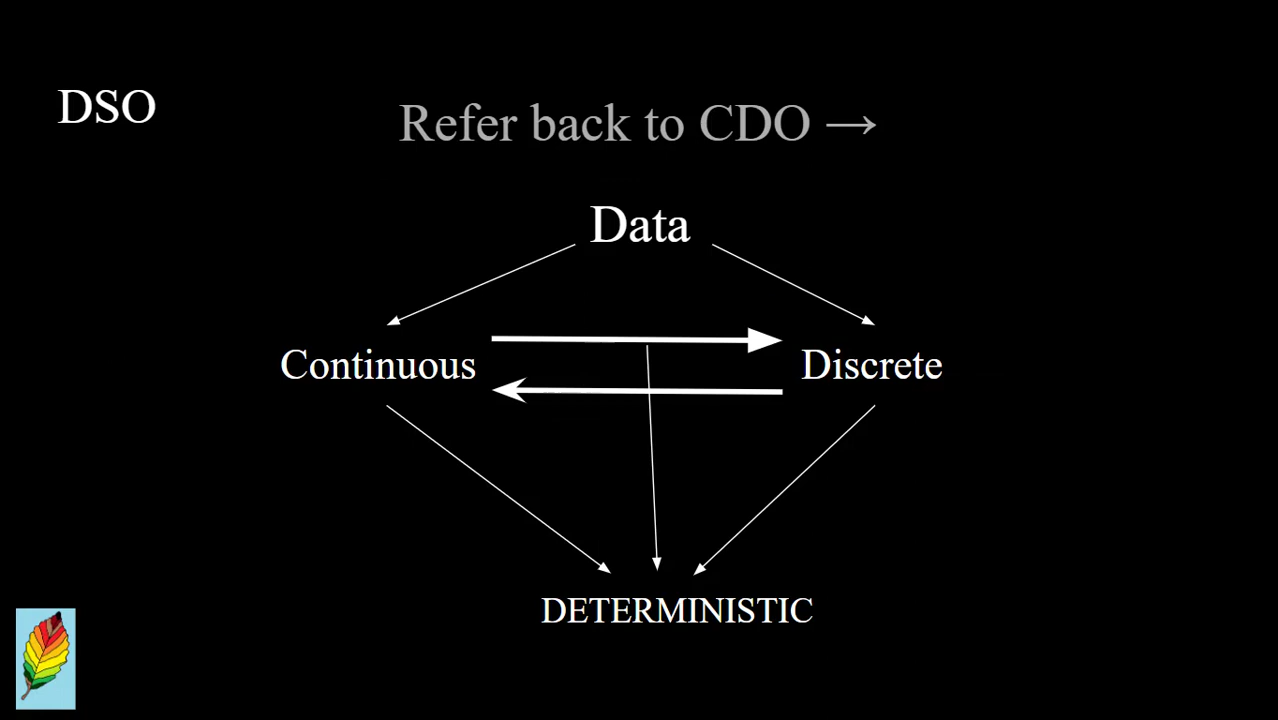 DSO
Refer back to CDO →
Data
Continuous
Discrete
DETERMINISTIC